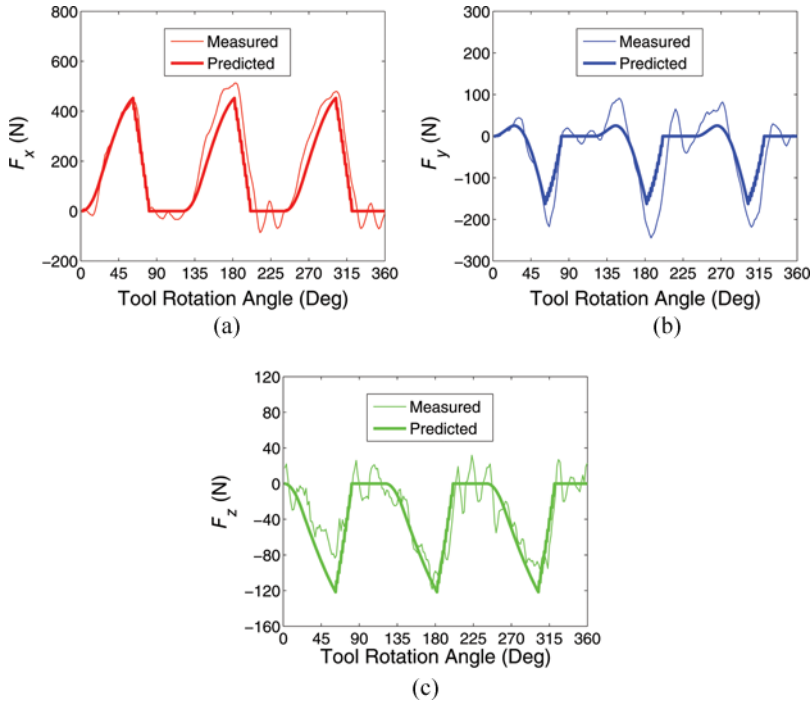 800
600
400
200
0
−200
F_x (N)
Measured
Predicted
0 45 90 135 180 225 270 315 360
Tool Rotation Angle (Deg)
(a)
300
200
100
0
−100
−200
−300
F_y (N)
Measured
Predicted
0 45 90 135 180 225 270 315 360
Tool Rotation Angle (Deg)
(b)
120
80
40
0
−40
−80
−120
−160
F_z (N)
Measured
Predicted
0 45 90 135 180 225 270 315 360
Tool Rotation Angle (Deg)
(c)